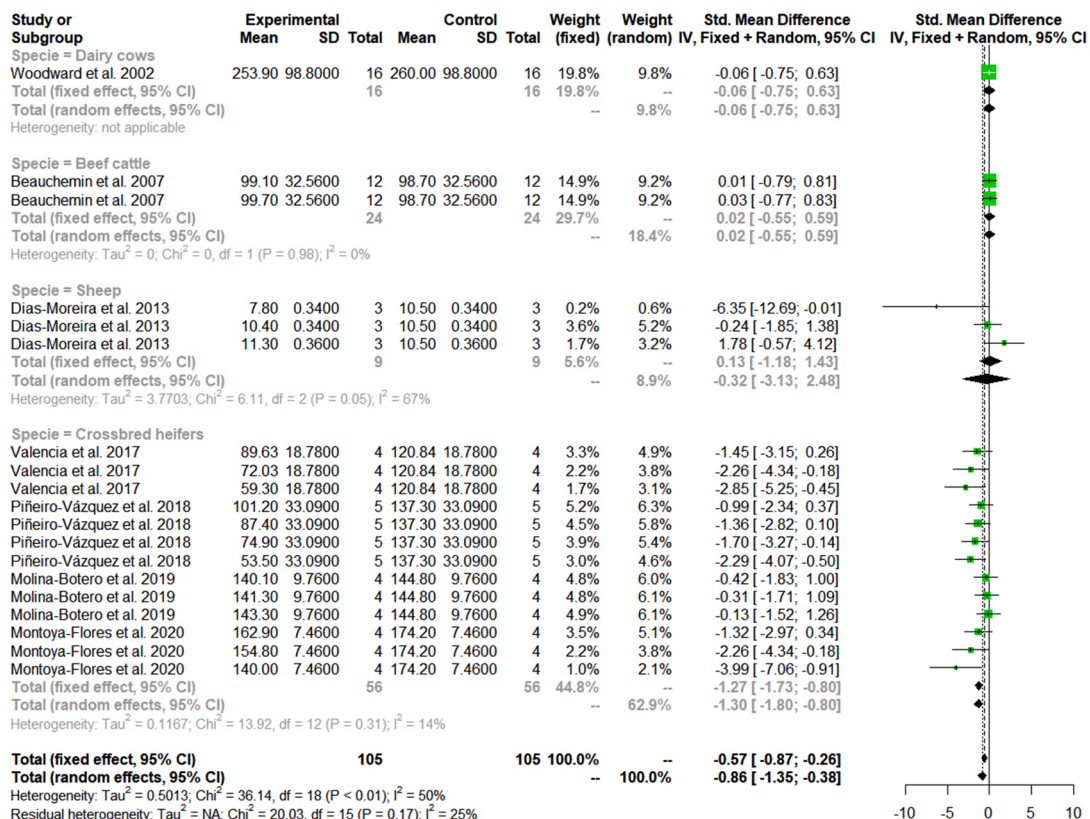 Study or Experimental Control Weight Weight Std. Mean Difference Std. Mean Difference
Subgroup Mean SD Total Mean SD Total (fixed) (random) IV, Fixed + Random, 95% CI IV, Fixed + Random, 95% CI
Specie = Dairy cows
Woodward et al. 2002 253.90 98.8000 16 260.00 98.8000 16 19.8% 9.8% -0.06 [ -0.75; 0.63]
Total (fixed effect, 95% CI) 16 16 19.8% -- -0.06 [ -0.75; 0.63]
Total (random effects, 95% CI) -- 9.8% -0.06 [ -0.75; 0.63]
Heterogeneity: not applicable
Specie = Beef cattle
Beauchemin et al. 2007 99.10 32.5600 12 98.70 32.5600 12 14.9% 9.2% 0.01 [ -0.79; 0.81]
Beauchemin et al. 2007 99.70 32.5600 12 98.70 32.5600 12 14.9% 9.2% 0.03 [ -0.77; 0.83]
Total (fixed effect, 95% CI) 24 24 29.7% -- 0.02 [ -0.55; 0.59]
Total (random effects, 95% CI) -- 18.4% 0.02 [ -0.55; 0.59]
Heterogeneity: Tau² = 0; Chi² = 0, df = 1 (P = 0.98); I² = 0%
Specie = Sheep
Dias-Moreira et al. 2013 7.80 0.3400 3 10.50 0.3400 3 0.2% 0.6% -6.35 [-12.69; -0.01]
Dias-Moreira et al. 2013 10.40 0.3400 3 10.50 0.3400 3 3.6% 5.2% -0.24 [ -1.85; 1.38]
Dias-Moreira et al. 2013 11.30 0.3600 3 10.50 0.3600 3 1.7% 3.2% 1.78 [ -0.57; 4.12]
Total (fixed effect, 95% CI) 9 9 5.6% -- 0.13 [ -1.18; 1.43]
Total (random effects, 95% CI) -- 8.9% -0.32 [ -3.13; 2.48]
Heterogeneity: Tau² = 3.7703; Chi² = 6.11, df = 2 (P = 0.05); I² = 67%
Specie = Crossbred heifers
Valencia et al. 2017 89.63 18.7800 4 120.84 18.7800 4 3.3% 4.9% -1.45 [ -3.15; 0.26]
Valencia et al. 2017 72.03 18.7800 4 120.84 18.7800 4 2.2% 3.8% -2.26 [ -4.34; -0.18]
Valencia et al. 2017 59.30 18.7800 4 120.84 18.7800 4 1.7% 3.1% -2.85 [ -5.25; -0.45]
Piñeiro-Vázquez et al. 2018 101.20 33.0900 5 137.30 33.0900 5 5.2% 6.3% -0.99 [ -2.34; 0.37]
Piñeiro-Vázquez et al. 2018 87.40 33.0900 5 137.30 33.0900 5 4.5% 5.8% -1.36 [ -2.82; 0.10]
Piñeiro-Vázquez et al. 2018 74.90 33.0900 5 137.30 33.0900 5 3.9% 5.4% -1.70 [ -3.27; -0.14]
Piñeiro-Vázquez et al. 2018 53.50 33.0900 5 137.30 33.0900 5 3.0% 4.6% -2.29 [ -4.07; -0.50]
Molina-Botero et al. 2019 140.10 9.7600 4 144.80 9.7600 4 4.8% 6.0% -0.42 [ -1.83; 1.00]
Molina-Botero et al. 2019 141.30 9.7600 4 144.80 9.7600 4 4.8% 6.1% -0.31 [ -1.71; 1.09]
Molina-Botero et al. 2019 143.30 9.7600 4 144.80 9.7600 4 4.9% 6.1% -0.13 [ -1.52; 1.26]
Montoya-Flores et al. 2020 162.90 7.4600 4 174.20 7.4600 4 3.5% 5.1% -1.32 [ -2.97; 0.34]
Montoya-Flores et al. 2020 154.80 7.4600 4 174.20 7.4600 4 2.2% 3.8% -2.26 [ -4.34; -0.18]
Montoya-Flores et al. 2020 140.00 7.4600 4 174.20 7.4600 4 1.0% 2.1% -3.99 [ -7.06; -0.91]
Total (fixed effect, 95% CI) 56 56 44.8% -- -1.27 [ -1.73; -0.80]
Total (random effects, 95% CI) -- 62.9% -1.30 [ -1.80; -0.80]
Heterogeneity: Tau² = 0.1167; Chi² = 13.92, df = 12 (P = 0.31); I² = 14%
Total (fixed effect, 95% CI) 105 105 100.0% -- -0.57 [ -0.87; -0.26]
Total (random effects, 95% CI) -- 100.0% -0.86 [ -1.35; -0.38]
Heterogeneity: Tau² = 0.5013; Chi² = 36.14, df = 18 (P < 0.01); I² = 50%
Residual heterogeneity: Tau² = NA; Chi² = 20.03, df = 15 (P = 0.17); I² = 25%
-10 -5 0 5 10